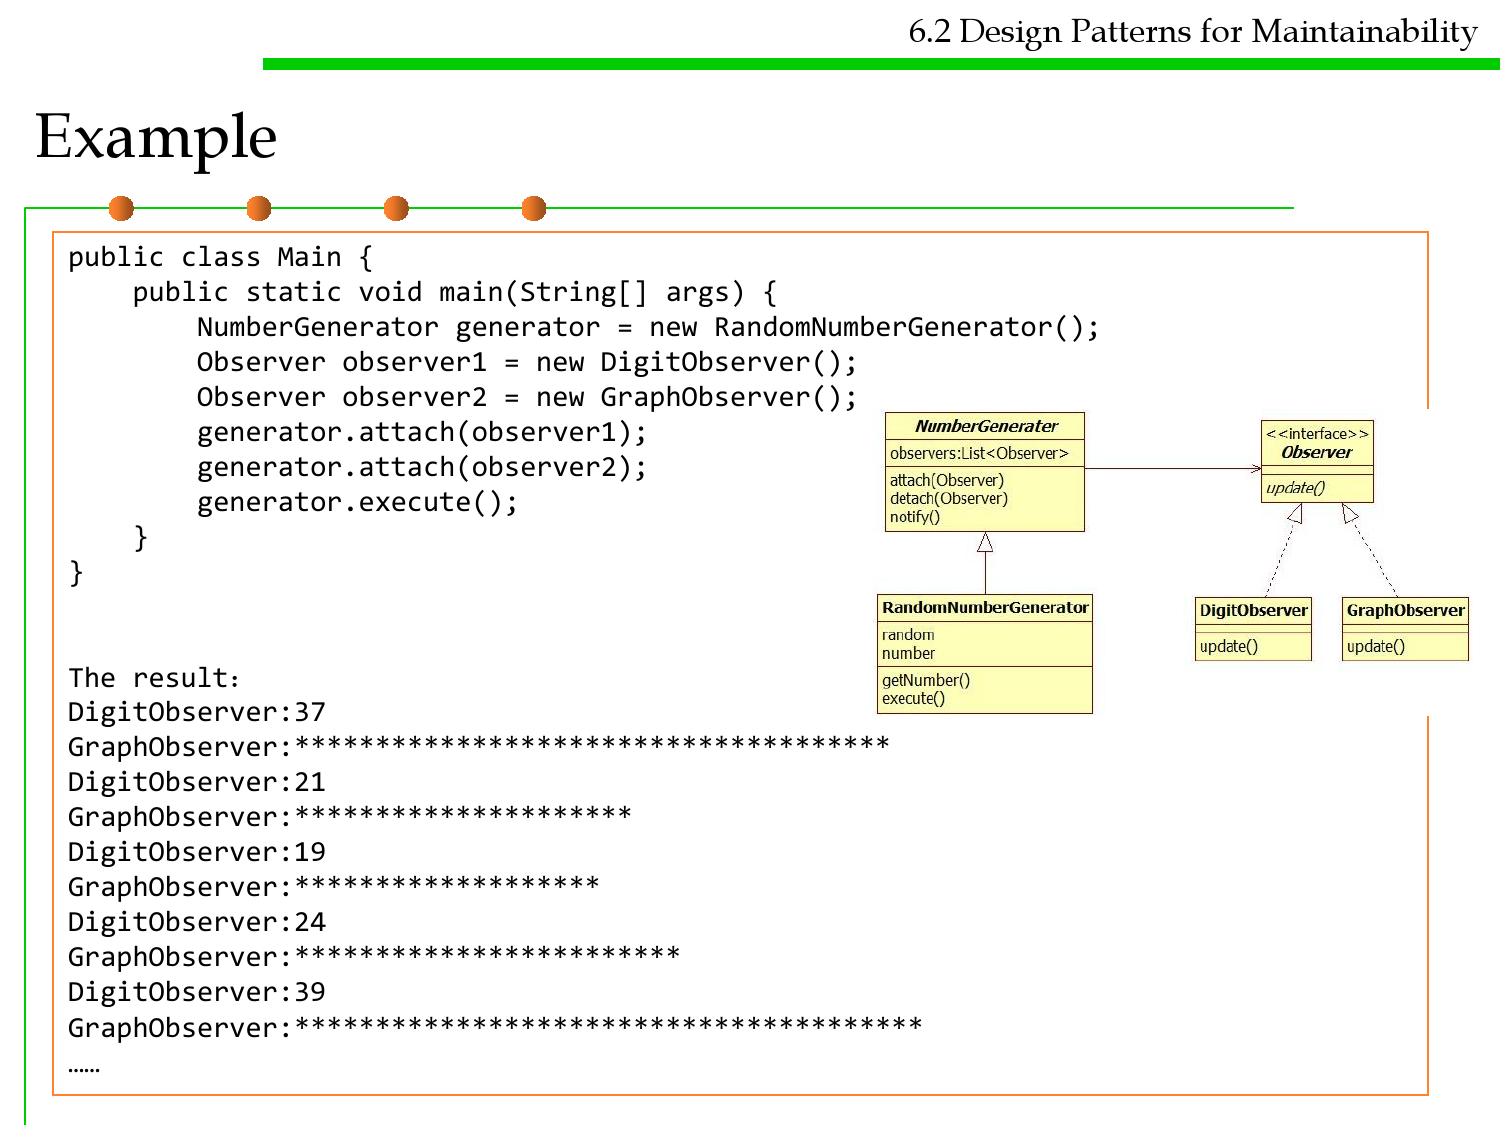 6.2 Design Patterns for Maintainability
Example
public class Main {
    public static void main(String[] args) {
        NumberGenerator generator = new RandomNumberGenerator();
        Observer observer1 = new DigitObserver();
        Observer observer2 = new GraphObserver();
        generator.attach(observer1);
        generator.attach(observer2);
        generator.execute();
    }
}
The result:
DigitObserver:37
GraphObserver:*************************************
DigitObserver:21
GraphObserver:*********************
DigitObserver:19
GraphObserver:*******************
DigitObserver:24
GraphObserver:************************
DigitObserver:39
GraphObserver:***************************************
……
NumberGenerater
observers:List<Observer>
attach(Observer)
detach(Observer)
notify()
RandomNumberGenerator
random
number
getNumber()
execute()
<<interface>>
Observer
update()
DigitObserver
update()
GraphObserver
update()